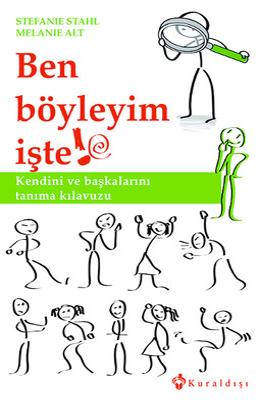 STEFANIE STAHL
MELANIE ALT
Ben
böyleyim
işte!
Kendini ve başkalarını
tanıma kılavuzu
Kuraldışı